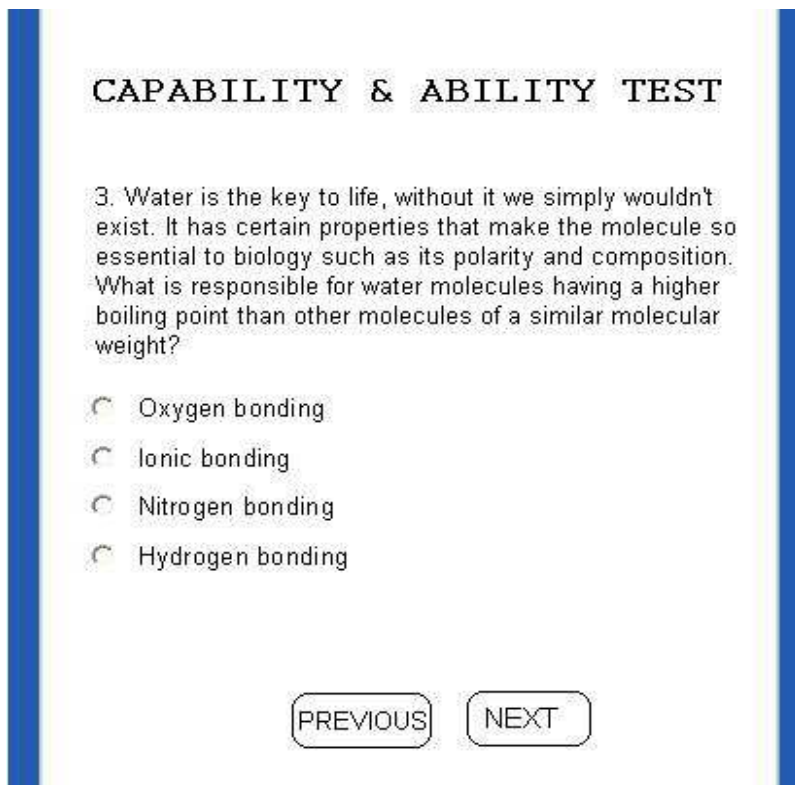 CAPABILITY & ABILITY TEST
3. Water is the key to life, without it we simply wouldn't
exist. It has certain properties that make the molecule so
essential to biology such as its polarity and composition.
What is responsible for water molecules having a higher
boiling point than other molecules of a similar molecular
weight?
Oxygen bonding
Ionic bonding
Nitrogen bonding
Hydrogen bonding
PREVIOUS NEXT